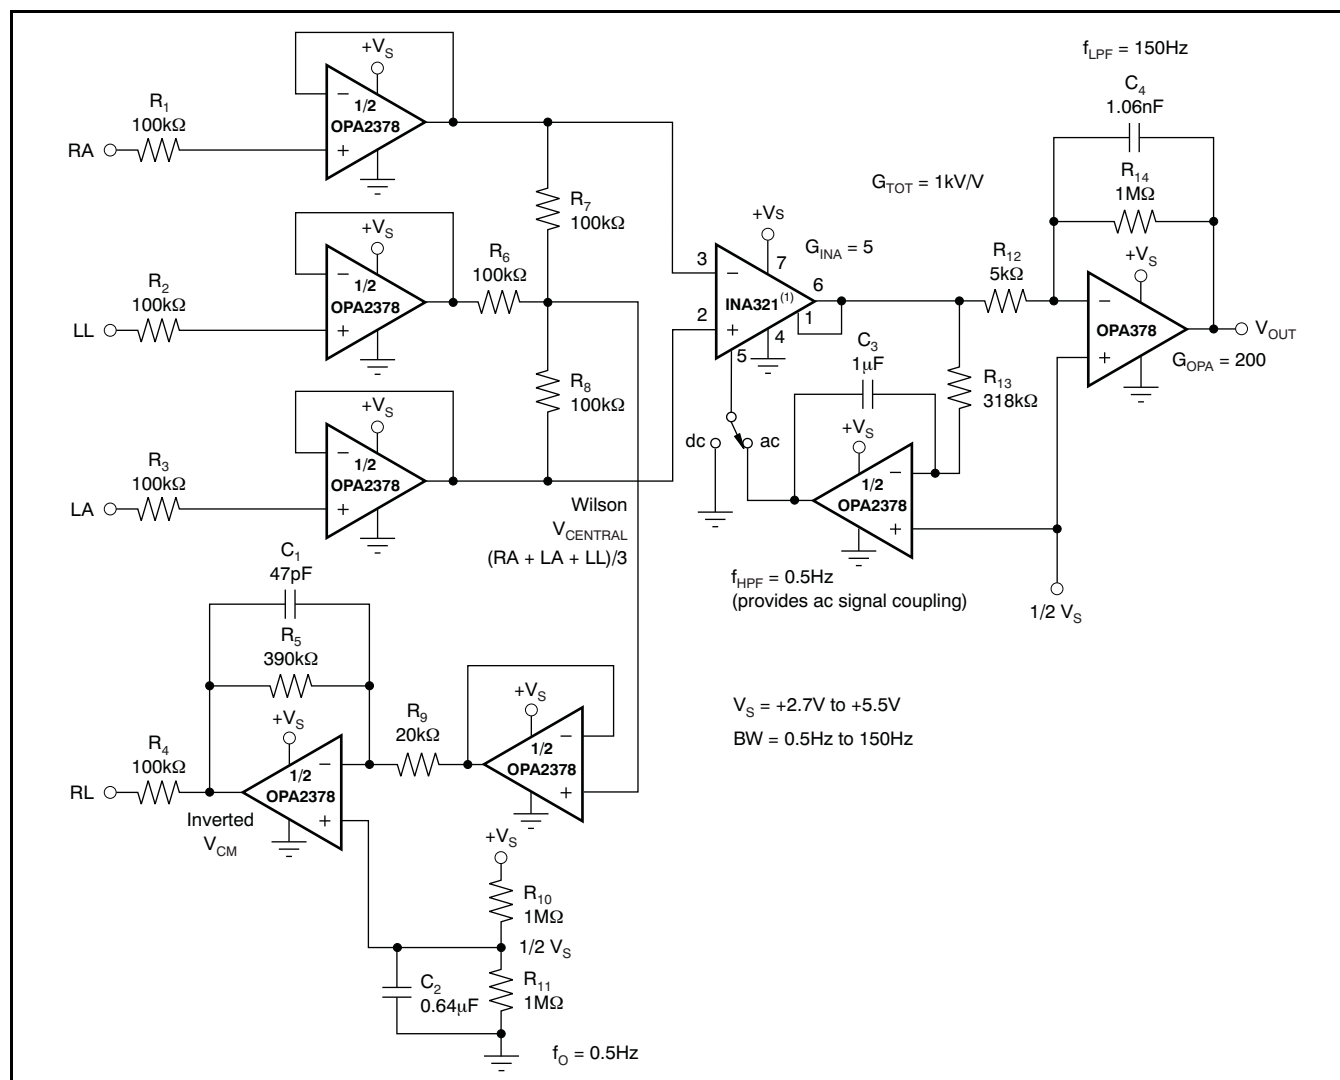 +V_S
R_1
100kΩ
RA
−
1/2
OPA2378
+
+V_S
R_2
100kΩ
LL
−
1/2
OPA2378
+
R_6
100kΩ
R_7
100kΩ
+V_S
R_3
100kΩ
LA
−
1/2
OPA2378
+
R_8
100kΩ
Wilson
V_CENTRAL
(RA + LA + LL)/3
G_TOT = 1kV/V
+V_S
G_INA = 5
3
−
7
6
INA321(1)
1
2
+
4
5
dc
ac
C_3
1μF
R_13
318kΩ
+V_S
−
1/2
OPA2378
+
f_HPF = 0.5Hz
(provides ac signal coupling)
1/2 V_S
f_LPF = 150Hz
C_4
1.06nF
R_14
1MΩ
R_12
5kΩ
+V_S
−
OPA378
+
V_OUT
G_OPA = 200
C_1
47pF
R_5
390kΩ
+V_S
R_4
100kΩ
RL
−
1/2
OPA2378
+
Inverted
V_CM
R_9
20kΩ
+V_S
−
1/2
OPA2378
+
+V_S
R_10
1MΩ
1/2 V_S
C_2
0.64μF
R_11
1MΩ
f_O = 0.5Hz
V_S = +2.7V to +5.5V
BW = 0.5Hz to 150Hz